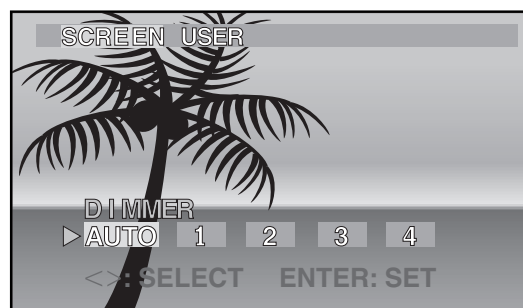 SCREEN USER
DIMMER
▷AUTO 1 2 3 4
<>: SELECT ENTER: SET